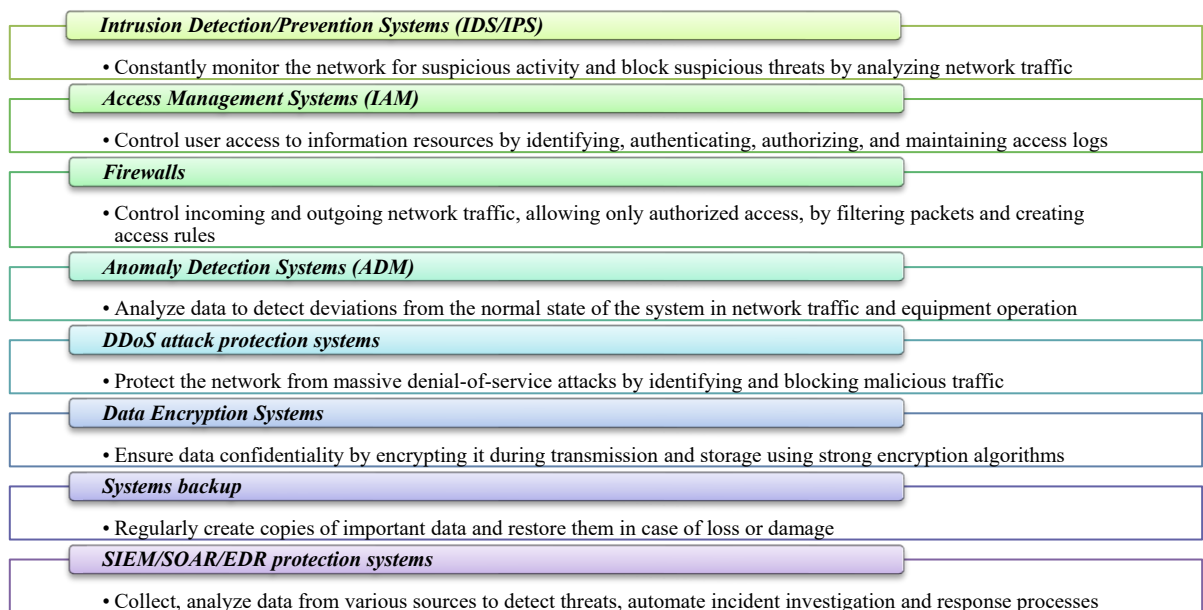 Intrusion Detection/Prevention Systems (IDS/IPS)
• Constantly monitor the network for suspicious activity and block suspicious threats by analyzing network traffic
Access Management Systems (IAM)
• Control user access to information resources by identifying, authenticating, authorizing, and maintaining access logs
Firewalls
• Control incoming and outgoing network traffic, allowing only authorized access, by filtering packets and creating
access rules
Anomaly Detection Systems (ADM)
• Analyze data to detect deviations from the normal state of the system in network traffic and equipment operation
DDoS attack protection systems
• Protect the network from massive denial-of-service attacks by identifying and blocking malicious traffic
Data Encryption Systems
• Ensure data confidentiality by encrypting it during transmission and storage using strong encryption algorithms
Systems backup
• Regularly create copies of important data and restore them in case of loss or damage
SIEM/SOAR/EDR protection systems
• Collect, analyze data from various sources to detect threats, automate incident investigation and response processes